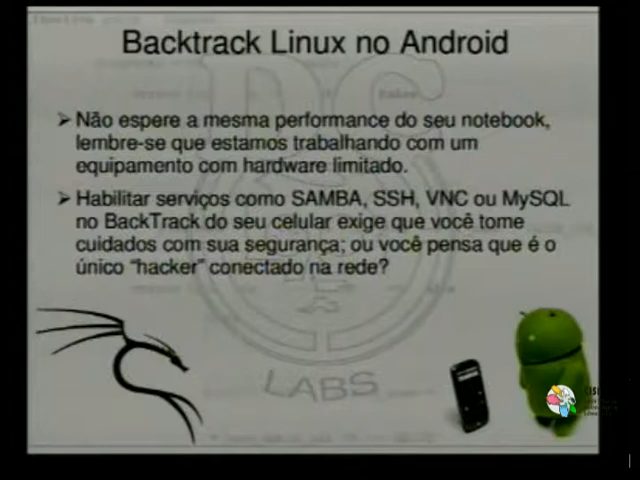 Backtrack Linux no Android
➤ Não espere a mesma performance do seu notebook,
lembre-se que estamos trabalhando com um
equipamento com hardware limitado.
➤ Habilitar serviços como SAMBA, SSH, VNC ou MySQL
no BackTrack do seu celular exige que você tome
cuidados com sua segurança; ou você pensa que é o
único “hacker” conectado na rede?
LABS